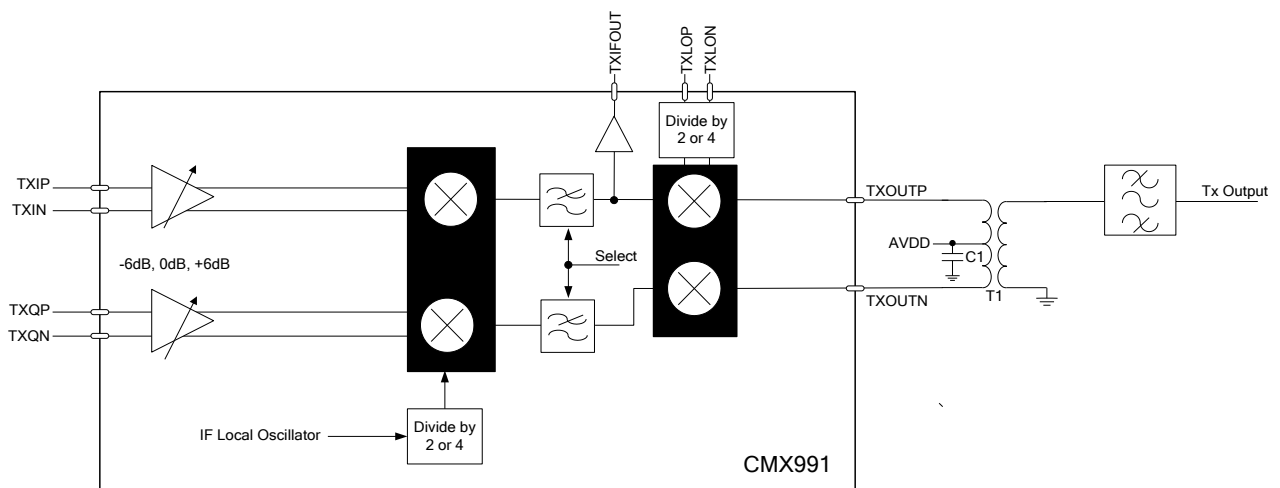 TXIFOUT
TXLOP
TXLON
Divide by
2 or 4
TXIP
TXIN
TXOUTP
Tx Output
AVDD
C1
-6dB, 0dB, +6dB
Select
TXQP
TXQN
TXOUTN
T1
IF Local Oscillator
Divide by
2 or 4
CMX991